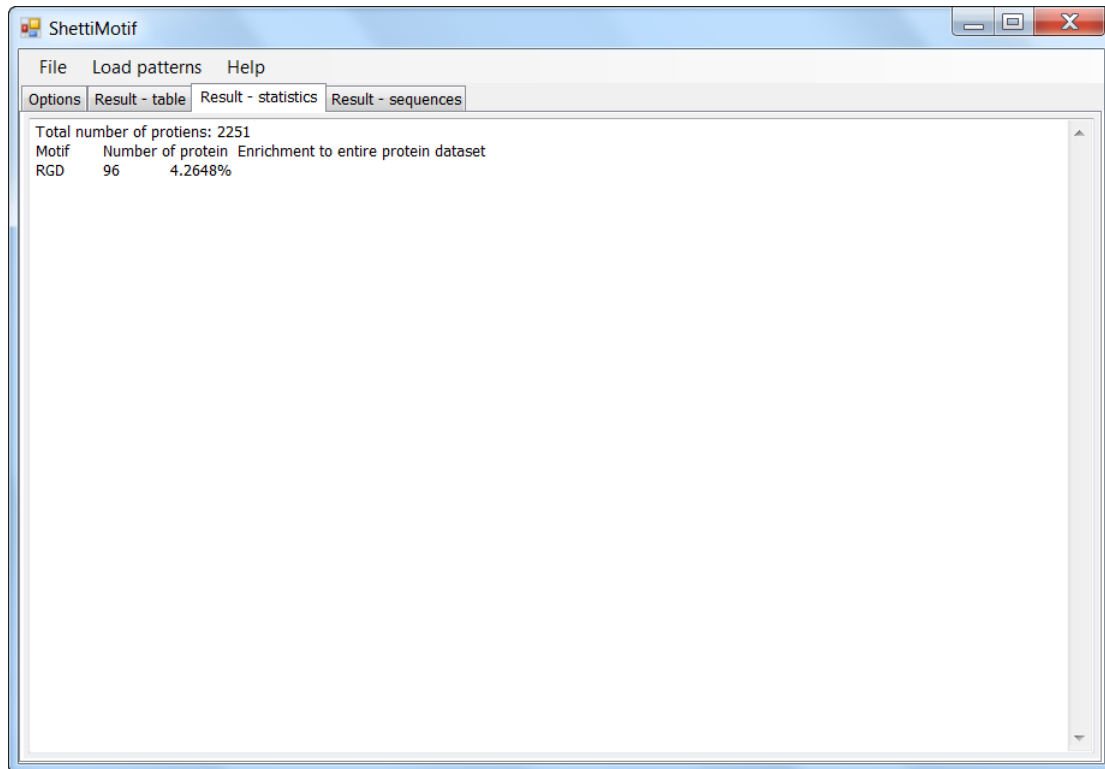 ShettiMotif
File Load patterns Help
Options Result - table Result - statistics Result - sequences
Total number of protiens: 2251
Motif Number of protein Enrichment to entire protein dataset
RGD 96 4.2648%